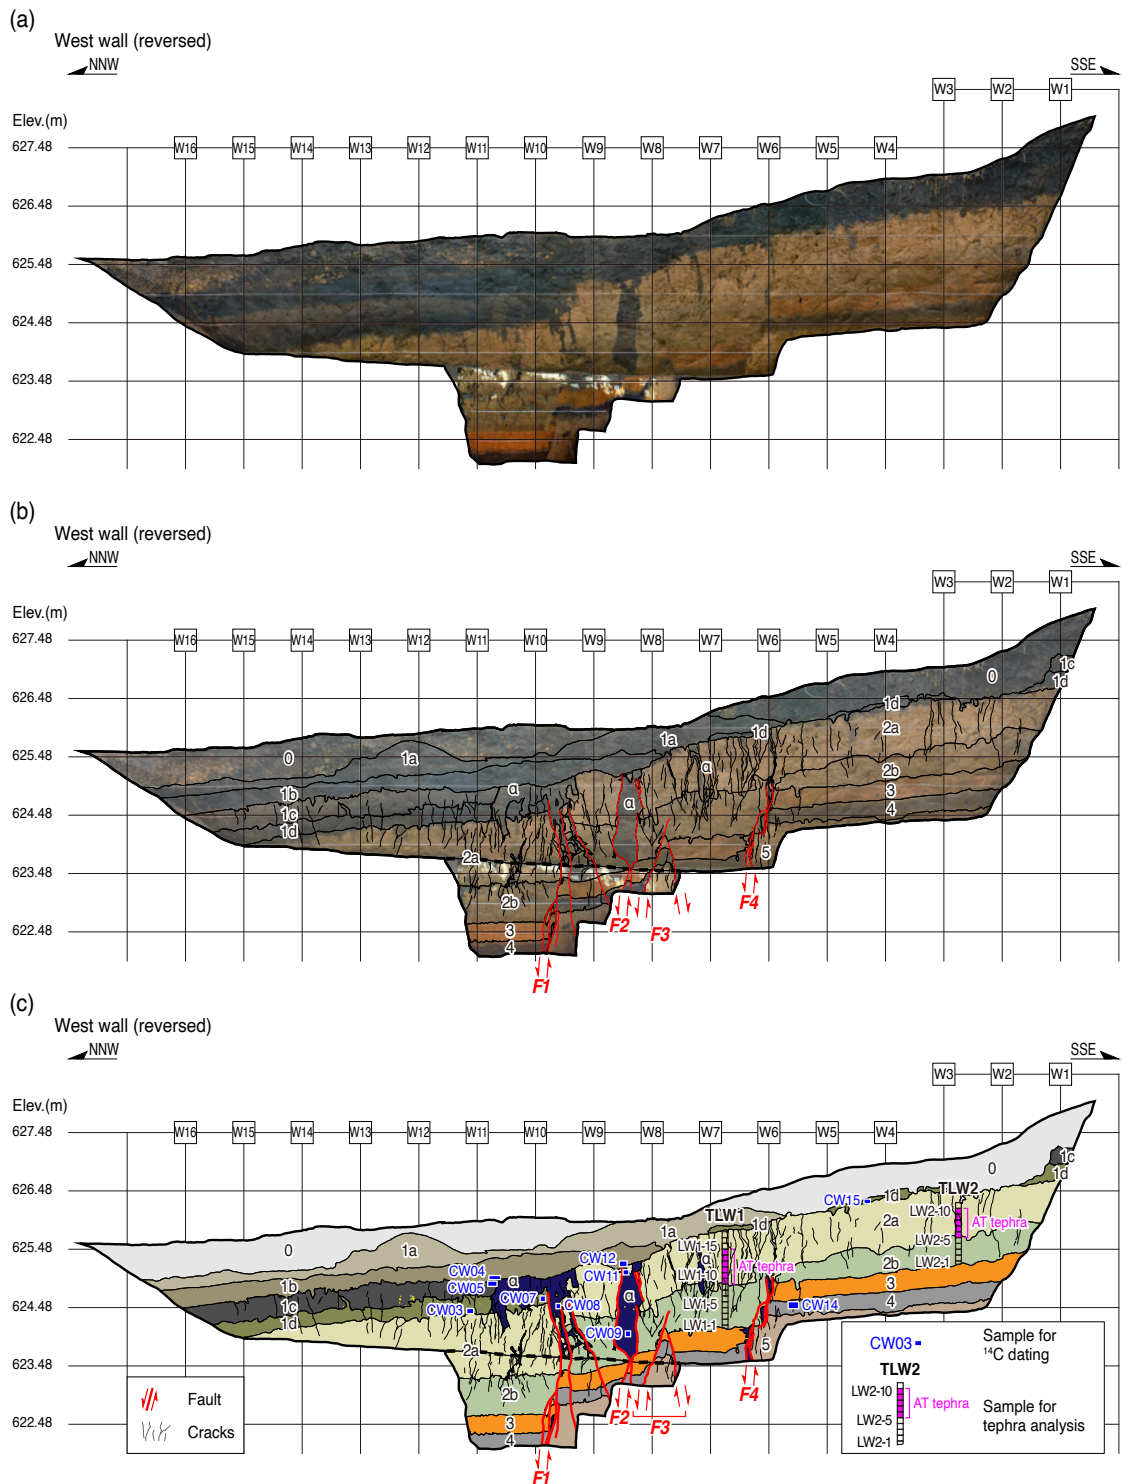 (a)
West wall (reversed)
NNW
SSE
W3 W2 W1
Elev.(m)
627.48
W16 W15 W14 W13 W12 W11 W10 W9 W8 W7 W6 W5 W4
626.48
625.48
624.48
623.48
622.48
(b)
West wall (reversed)
NNW
SSE
W3 W2 W1
Elev.(m)
627.48
W16 W15 W14 W13 W12 W11 W10 W9 W8 W7 W6 W5 W4
1c
0
1d
626.48
1d
2a
1d
1a
625.48
0
1a
α
2b
α
1b
3
α
1c
4
624.48
1d
5
2a
623.48
2b
F4
F2
F3
622.48
3
4
F1
(c)
West wall (reversed)
NNW
SSE
W3 W2 W1
Elev.(m)
627.48
W16 W15 W14 W13 W12 W11 W10 W9 W8 W7 W6 W5 W4
1c
0
1d
TLW2
626.48
CW15
1d
LW2-10
AT tephra
TLW1
2a
1d
1a
LW2-5
LW1-15
625.48
0
1a
α
LW2-1
CW12
2b
AT tephra
CW04
CW11
LW1-10
3
α
1b
CW05
α
4
CW07
CW08
LW1-5
CW14
1c
624.48
CW03
LW1-1
1d
CW09
5
2a
623.48
2b
F4
F2
F3
622.48
3
4
F1
Fault
Cracks
CW03
Sample for
¹⁴C dating
TLW2
LW2-10
AT tephra
LW2-5
Sample for
tephra analysis
LW2-1